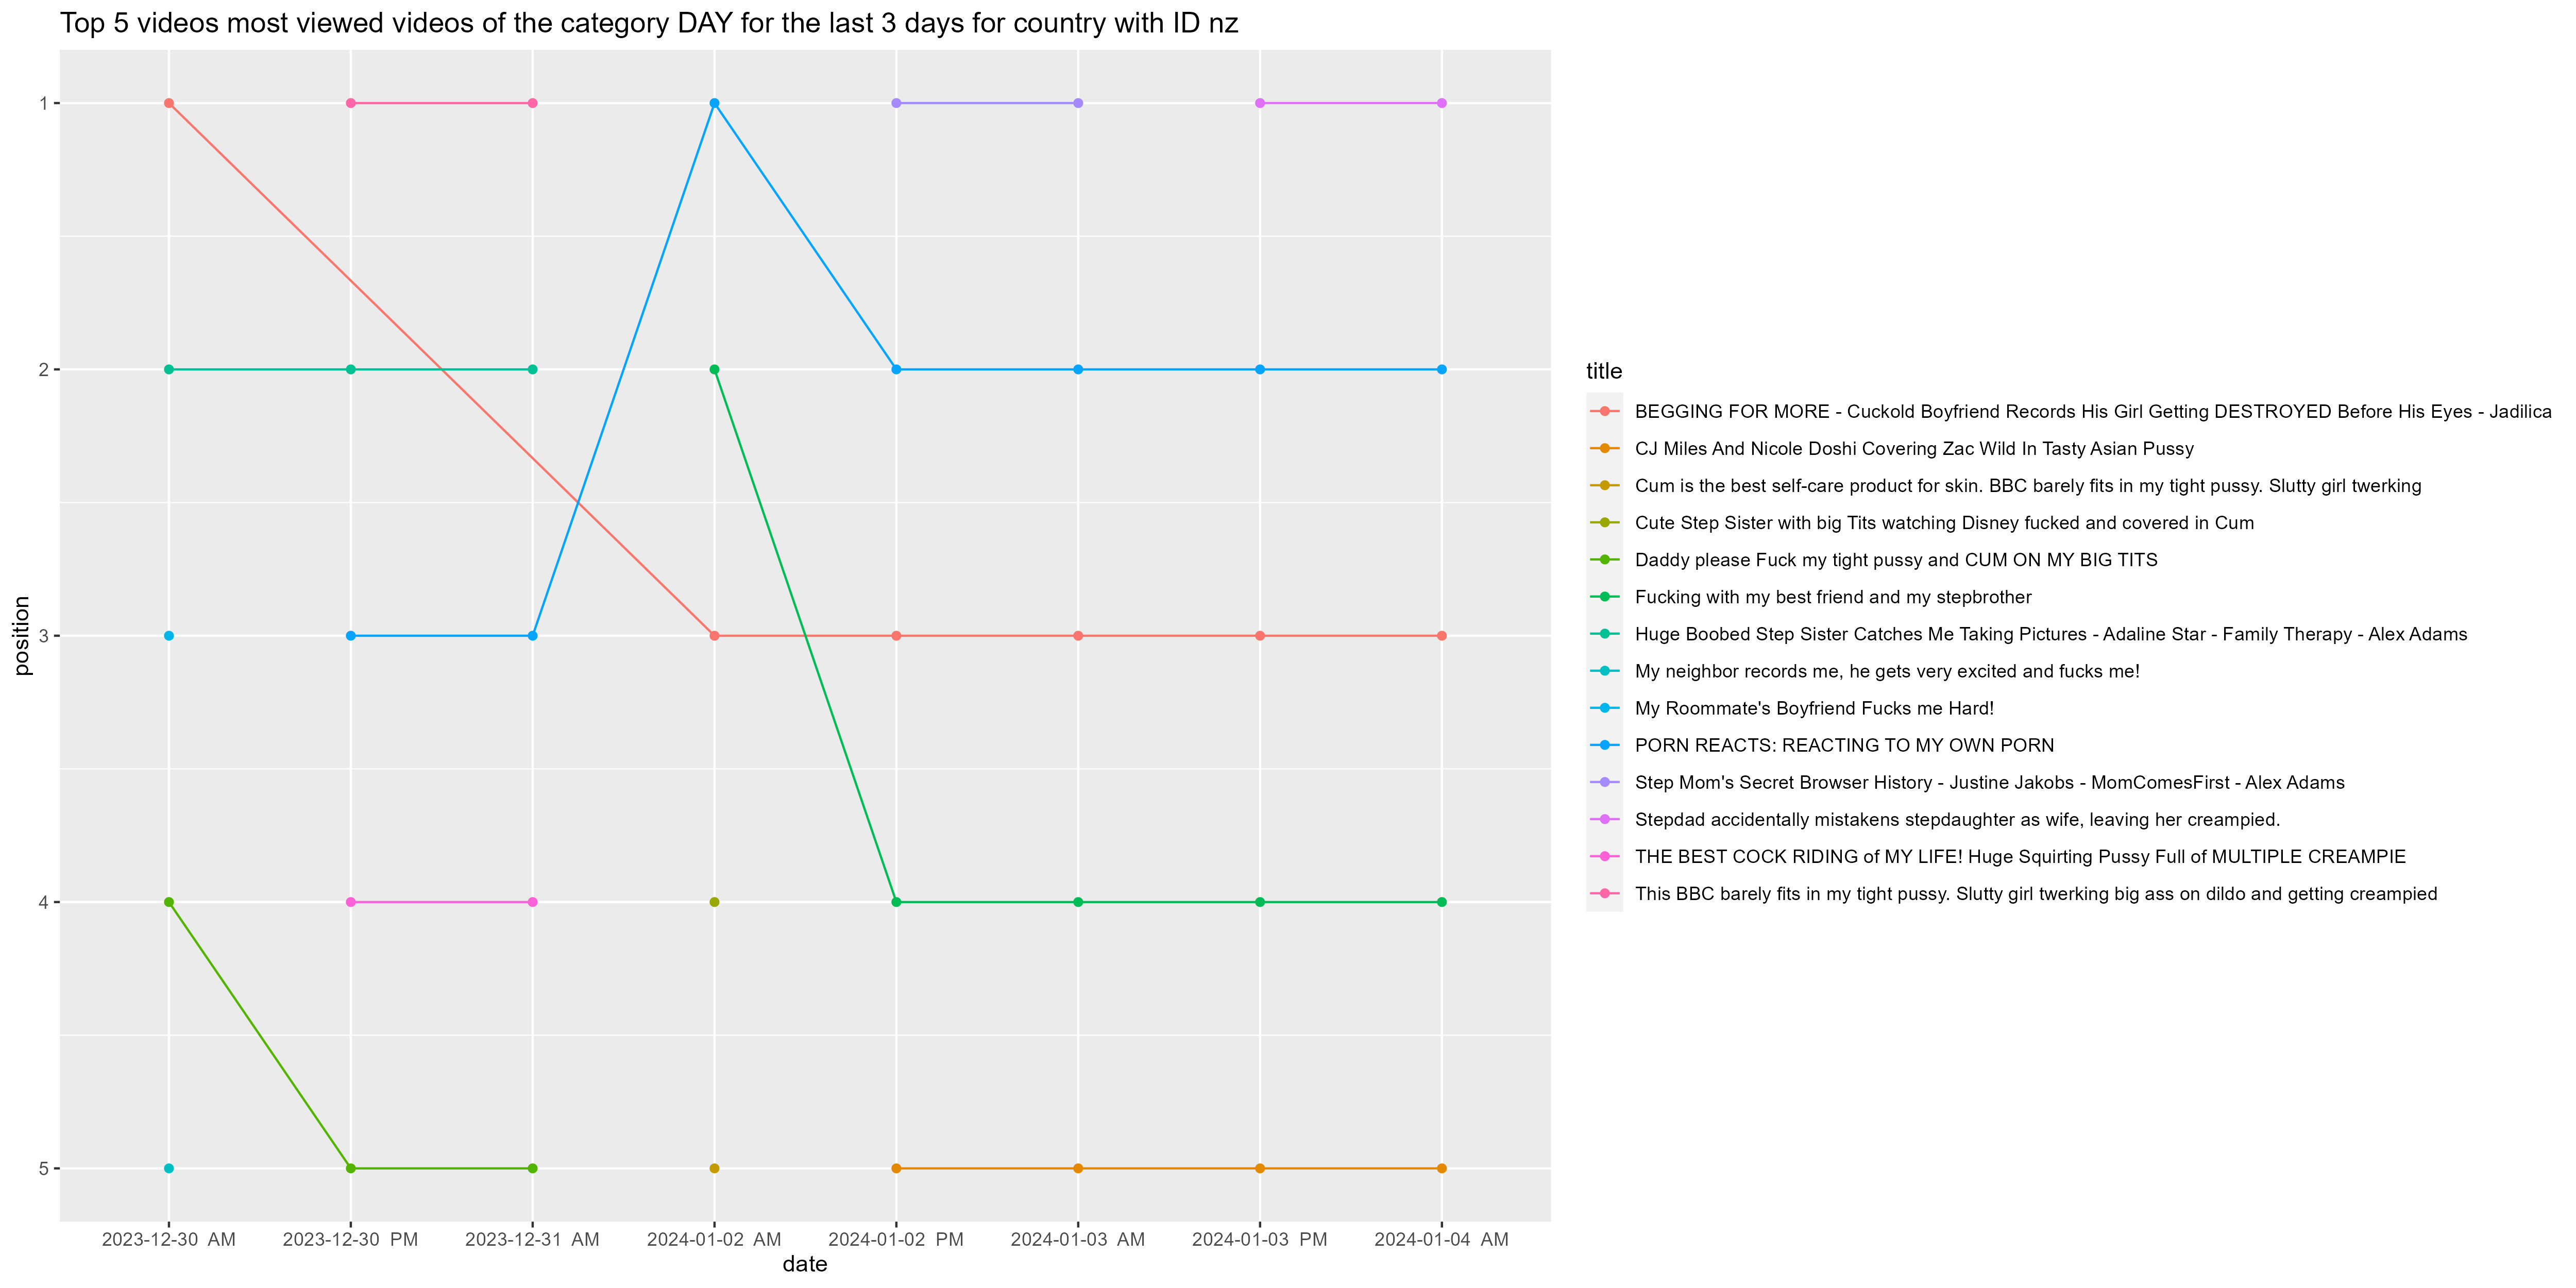 Top 5 videos most viewed videos of the category DAY for the last 3 days for country with ID nz
position
1
2
3
4
5
2023-12-30 AM
2023-12-30 PM
2023-12-31 AM
2024-01-02 AM
2024-01-02 PM
2024-01-03 AM
2024-01-03 PM
2024-01-04 AM
date
title
BEGGING FOR MORE - Cuckold Boyfriend Records His Girl Getting DESTROYED Before His Eyes - Jadilica
CJ Miles And Nicole Doshi Covering Zac Wild In Tasty Asian Pussy
Cum is the best self-care product for skin. BBC barely fits in my tight pussy. Slutty girl twerking
Cute Step Sister with big Tits watching Disney fucked and covered in Cum
Daddy please Fuck my tight pussy and CUM ON MY BIG TITS
Fucking with my best friend and my stepbrother
Huge Boobed Step Sister Catches Me Taking Pictures - Adaline Star - Family Therapy - Alex Adams
My neighbor records me, he gets very excited and fucks me!
My Roommate's Boyfriend Fucks me Hard!
PORN REACTS: REACTING TO MY OWN PORN
Step Mom's Secret Browser History - Justine Jakobs - MomComesFirst - Alex Adams
Stepdad accidentally mistakens stepdaughter as wife, leaving her creampied.
THE BEST COCK RIDING of MY LIFE! Huge Squirting Pussy Full of MULTIPLE CREAMPIE
This BBC barely fits in my tight pussy. Slutty girl twerking big ass on dildo and getting creampied